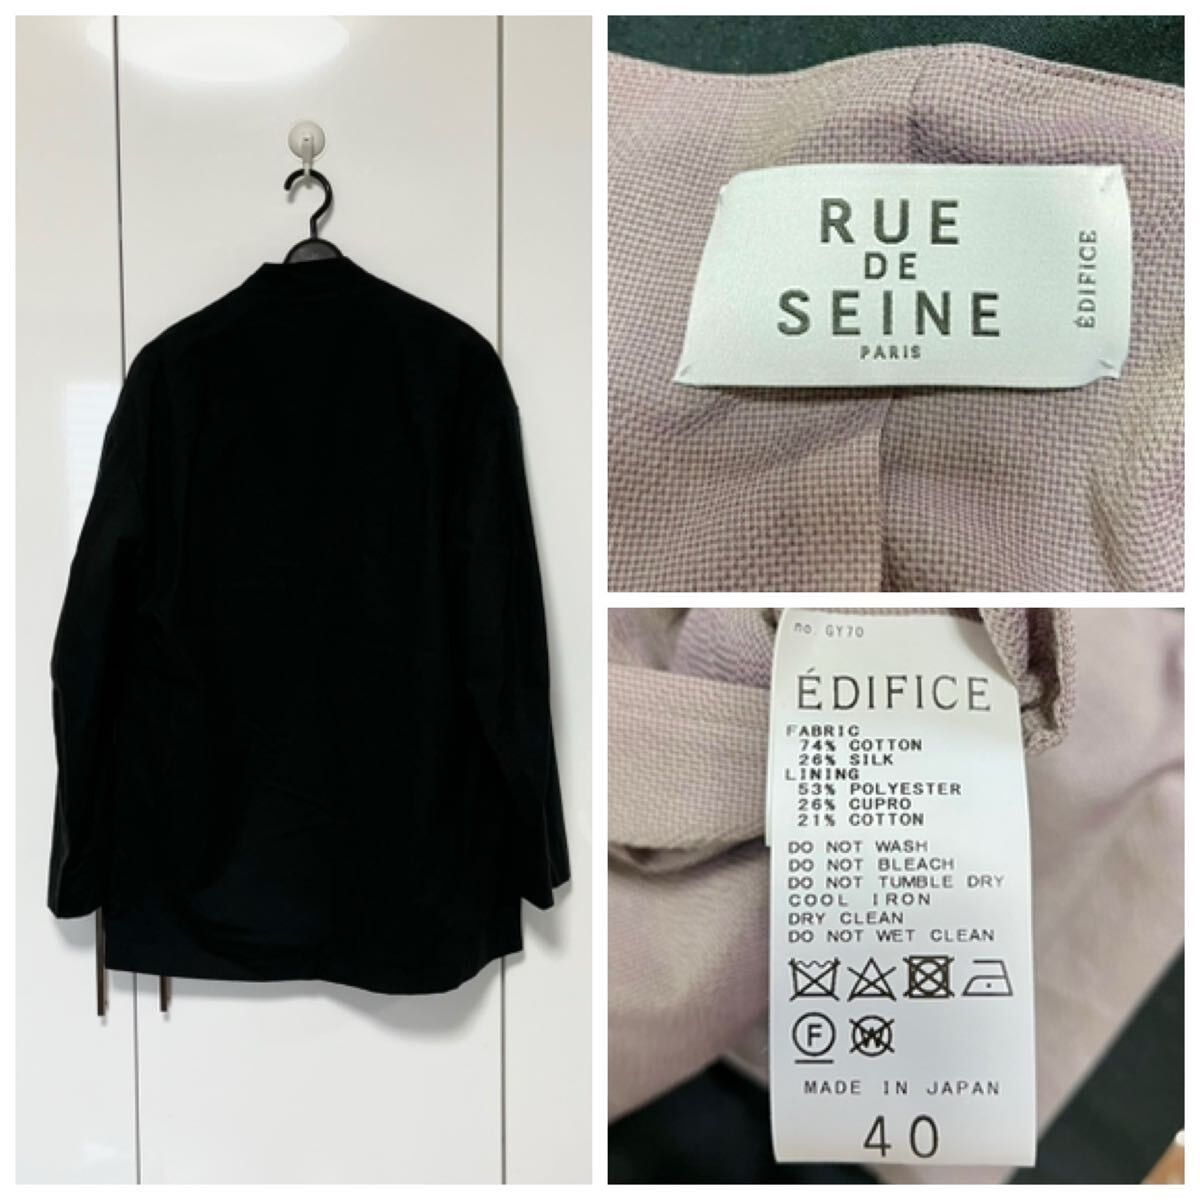 RUE
DE
SEINE
PARIS
ÉDIFICE
no. GY70
ÉDIFICE
FABRIC
74% COTTON
26% SILK
LINING
53% POLYESTER
26% CUPRO
21% COTTON
DO NOT WASH
DO NOT BLEACH
DO NOT TUMBLE DRY
COOL IRON
DRY CLEAN
DO NOT WET CLEAN
F W
MADE IN JAPAN
40